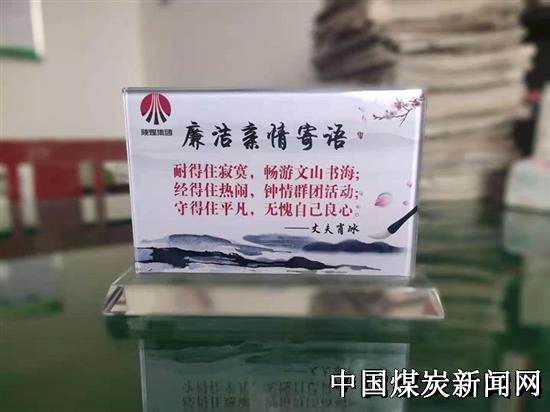 陕煤集团
廉洁亲情寄语
耐得住寂寞，畅游文山书海;
经得住热闹，钟情群团活动;
守得住平凡，无愧自己良心
——丈夫肖冰
中国煤炭新闻网